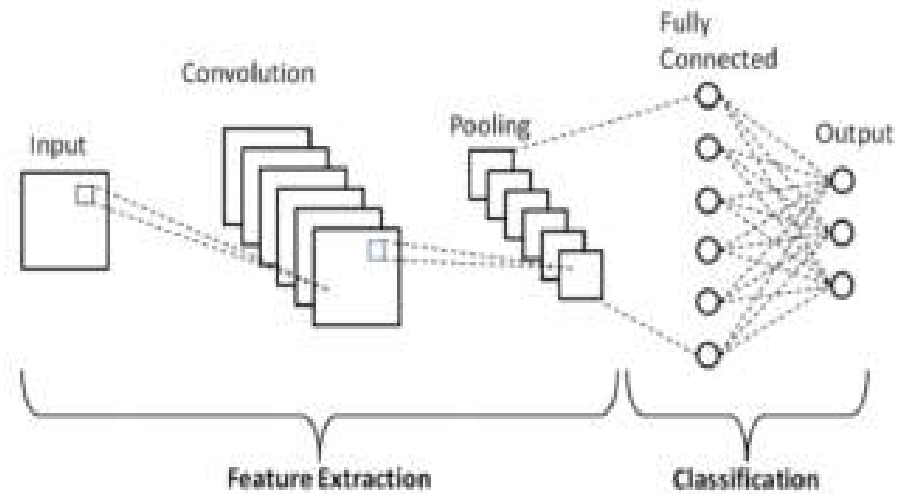 Fully
Connected
Convolution
Pooling
Output
Input
Feature Extraction
Classification